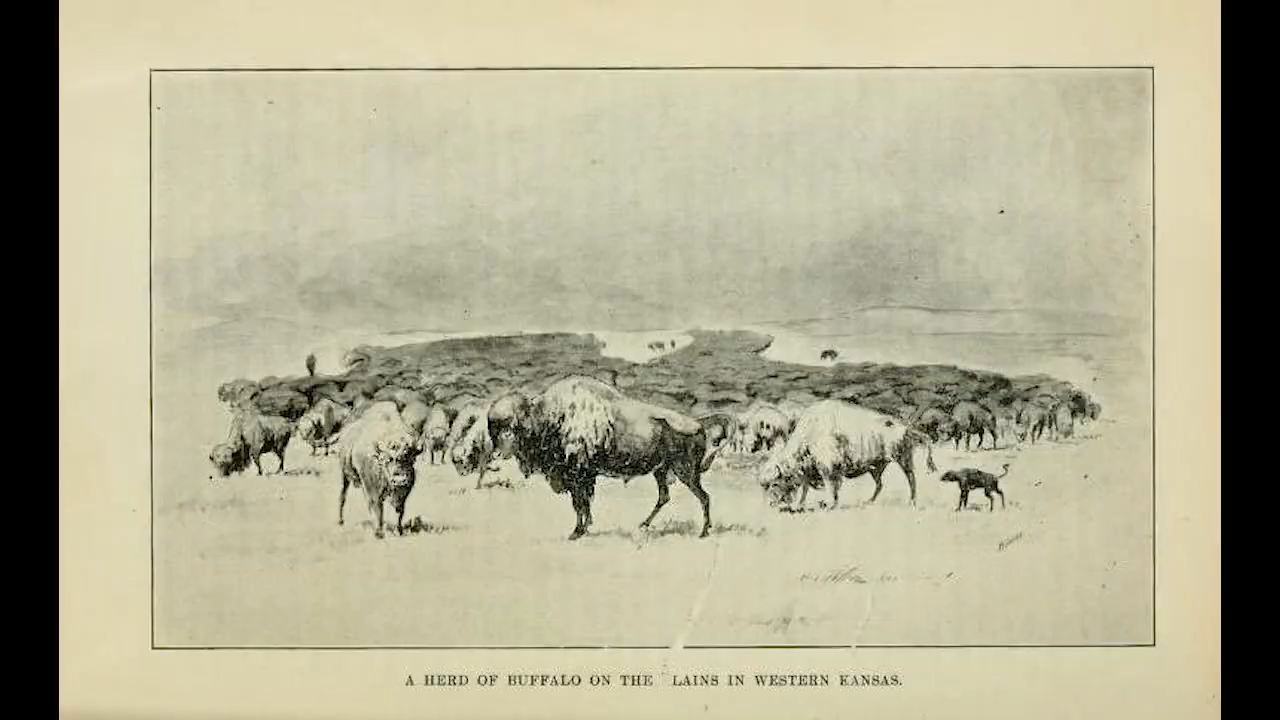 A HERD OF BUFFALO ON THE LAINS IN WESTERN KANSAS.